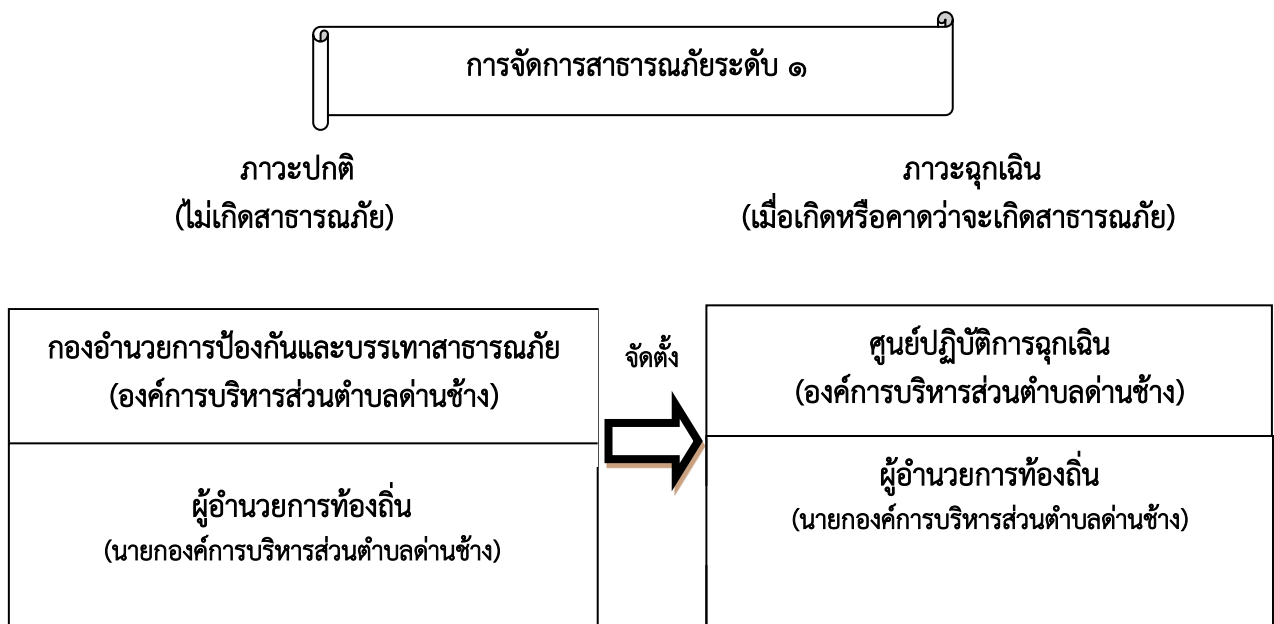 การจัดการสาธารณภัยระดับ ๑
ภาวะปกติ
(ไม่เกิดสาธารณภัย)
ภาวะฉุกเฉิน
(เมื่อเกิดหรือคาดว่าจะเกิดสาธารณภัย)
กองอำนวยการป้องกันและบรรเทาสาธารณภัย
(องค์การบริหารส่วนตำบลด่านช้าง)
ผู้อำนวยการท้องถิ่น
(นายกองค์การบริหารส่วนตำบลด่านช้าง)
จัดตั้ง
ศูนย์ปฏิบัติการฉุกเฉิน
(องค์การบริหารส่วนตำบลด่านช้าง)
ผู้อำนวยการท้องถิ่น
(นายกองค์การบริหารส่วนตำบลด่านช้าง)